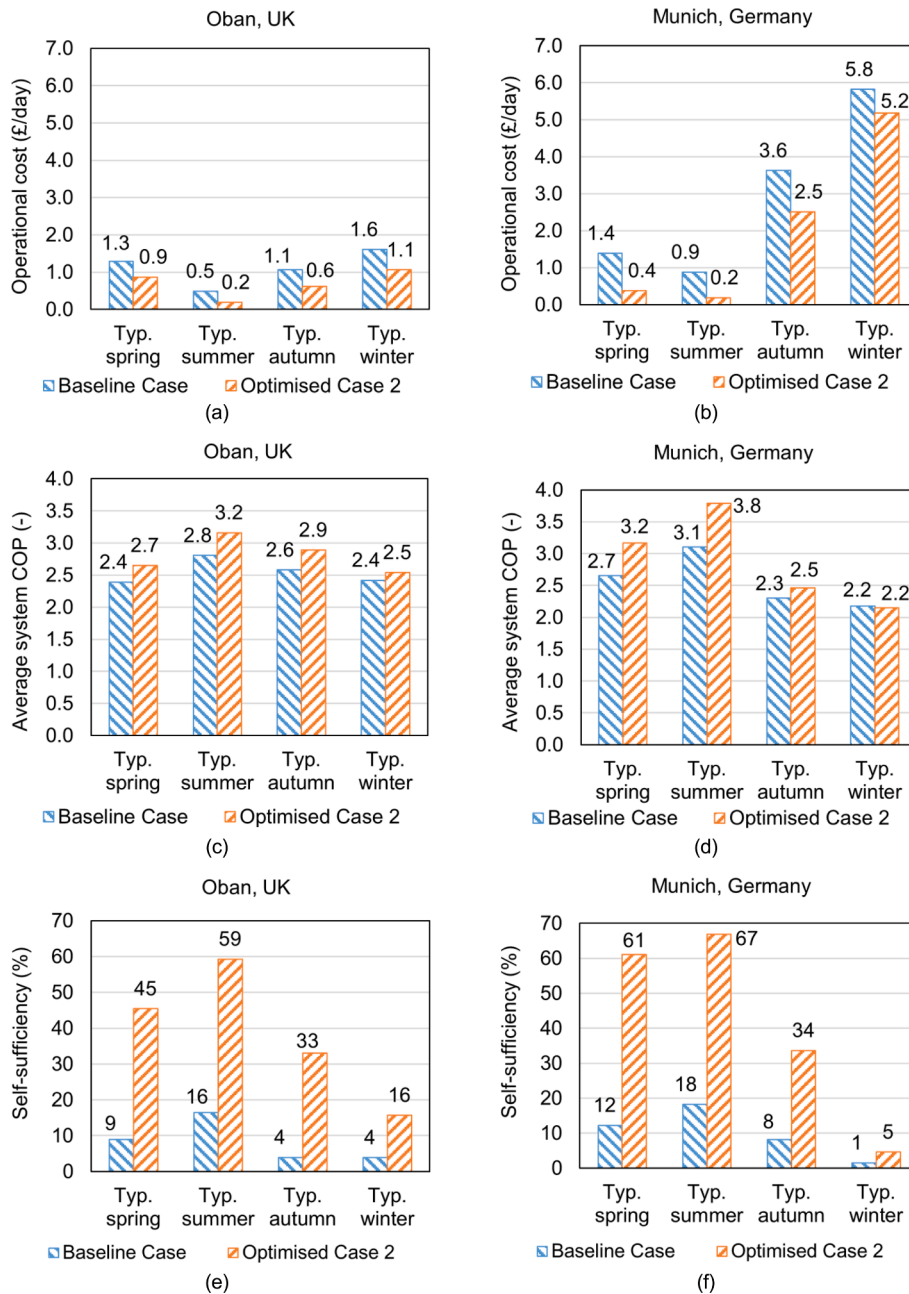 Oban, UK
Operational cost (£/day)
7.0
6.0
5.0
4.0
3.0
2.0
1.0
0.0
1.3
0.9
0.5
0.2
1.1
0.6
1.6
1.1
Typ. spring
Typ. summer
Typ. autumn
Typ. winter
Baseline Case
Optimised Case 2
(a)
Munich, Germany
Operational cost (£/day)
7.0
6.0
5.0
4.0
3.0
2.0
1.0
0.0
1.4
0.4
0.9
0.2
3.6
2.5
5.8
5.2
Typ. spring
Typ. summer
Typ. autumn
Typ. winter
Baseline Case
Optimised Case 2
(b)
Oban, UK
Average system COP (-)
4.0
3.5
3.0
2.5
2.0
1.5
1.0
0.5
0.0
2.4
2.7
2.8
3.2
2.6
2.9
2.4
2.5
Typ. spring
Typ. summer
Typ. autumn
Typ. winter
Baseline Case
Optimised Case 2
(c)
Munich, Germany
Average system COP (-)
4.0
3.5
3.0
2.5
2.0
1.5
1.0
0.5
0.0
2.7
3.2
3.1
3.8
2.3
2.5
2.2
2.2
Typ. spring
Typ. summer
Typ. autumn
Typ. winter
Baseline Case
Optimised Case 2
(d)
Oban, UK
Self-sufficiency (%)
70
60
50
40
30
20
10
0
9
45
16
59
4
33
4
16
Typ. spring
Typ. summer
Typ. autumn
Typ. winter
Baseline Case
Optimised Case 2
(e)
Munich, Germany
Self-sufficiency (%)
70
60
50
40
30
20
10
0
12
61
18
67
8
34
1
5
Typ. spring
Typ. summer
Typ. autumn
Typ. winter
Baseline Case
Optimised Case 2
(f)